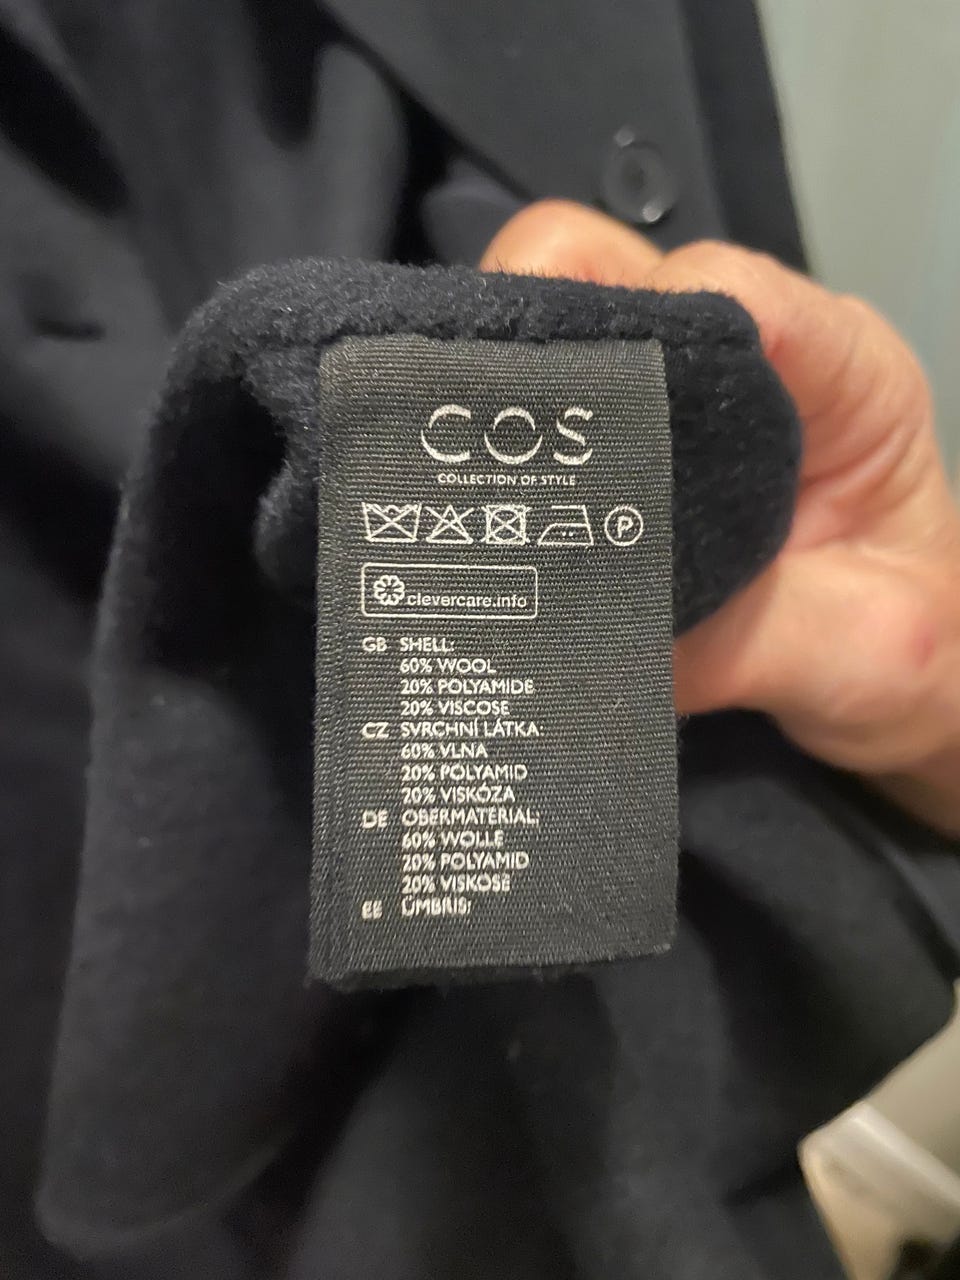 COS
COLLECTION OF STYLE
P
clevercare.info
GB SHELL:
60% WOOL
20% POLYAMIDE
20% VISCOSE
CZ SVRCHNÍ LÁTKA:
60% VLNA
20% POLYAMID
20% VISKÓZA
DE OBERMATERIAL:
60% WOLLE
20% POLYAMID
20% VISKOSE
EE ÜMBRIS: